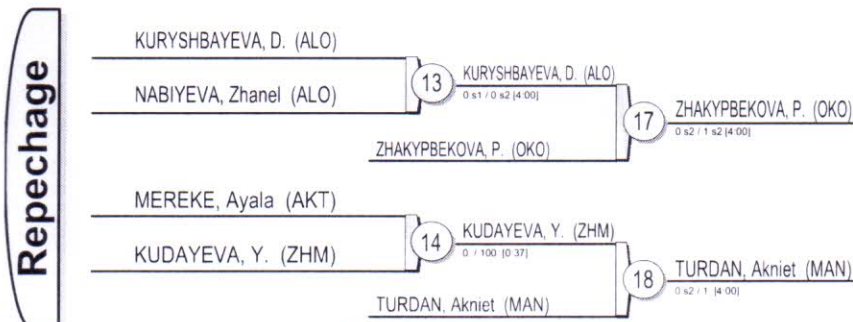 Repechage
KURYSHBAYEVA, D. (ALO)
NABIYEVA, Zhanel (ALO)
13
KURYSHBAYEVA, D. (ALO)
0 s1 / 0 s2 [4:00]
ZHAKYPBEKOVA, P. (OKO)
17
ZHAKYPBEKOVA, P. (OKO)
0 s2 / 1 s2 [4:00]
MEREKE, Ayala (AKT)
KUDAYEVA, Y. (ZHM)
14
KUDAYEVA, Y. (ZHM)
0 / 100 [0:37]
TURDAN, Akniet (MAN)
18
TURDAN, Akniet (MAN)
0 s2 / 1 [4:00]